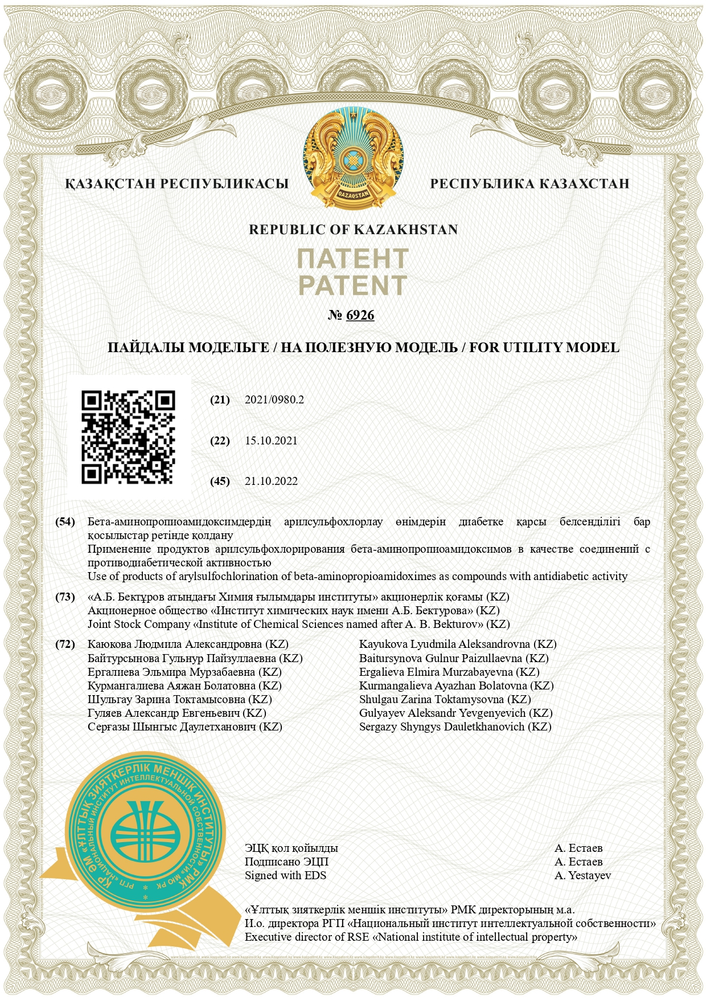 ҚАЗАҚСТАН РЕСПУБЛИКАСЫ
РЕСПУБЛИКА КАЗАХСТАН
QAZAQSTAN
REPUBLIC OF KAZAKHSTAN
ПАТЕНТ
PATENT
№ 6926
ПАЙДАЛЫ МОДЕЛЬГЕ / НА ПОЛЕЗНУЮ МОДЕЛЬ / FOR UTILITY MODEL
(21) 2021/0980.2
(22) 15.10.2021
(45) 21.10.2022
(54) Бета-аминопропиоамидоксимдердің арилсульфохлорлау өнімдерін диабетке қарсы белсенділігі бар
қосылыстар ретінде қолдану
Применение продуктов арилсульфохлорирования бета-аминопропиоамидоксимов в качестве соединений с
противодиабетической активностью
Use of products of arylsulfochlorination of beta-aminopropioamidoximes as compounds with antidiabetic activity
(73) «А.Б. Бектұров атындағы Химия ғылымдары институты» акционерлік қоғамы (KZ)
Акционерное общество «Институт химических наук имени А.Б. Бектурова» (KZ)
Joint Stock Company «Institute of Chemical Sciences named after A. B. Bekturov» (KZ)
(72) Каюкова Людмила Александровна (KZ) Kayukova Lyudmila Aleksandrovna (KZ)
Байтурсынова Гульнур Пайзуллаевна (KZ) Baitursynova Gulnur Paizullaevna (KZ)
Ергалиева Эльмира Мурзабаевна (KZ) Ergalieva Elmira Murzabayevna (KZ)
Курмангалиева Аяжан Болатовна (KZ) Kurmangalieva Ayazhan Bolatovna (KZ)
Шульгау Зарина Токтамысовна (KZ) Shulgau Zarina Toktamysovna (KZ)
Гуляев Александр Евгеньевич (KZ) Gulyayev Aleksandr Yevgenyevich (KZ)
Серғазы Шынгыс Даулетханович (KZ) Sergazy Shyngys Dauletkhanovich (KZ)
ҚР ӘМ «ҰЛТТЫҚ ЗИЯТКЕРЛІК МЕНШІК ИНСТИТУТЫ» РМК
РГП «НАЦИОНАЛЬНЫЙ ИНСТИТУТ ИНТЕЛЛЕКТУАЛЬНОЙ СОБСТВЕННОСТИ» МЮ РК
ЭЦҚ қол қойылды А. Естаев
Подписано ЭЦП А. Естаев
Signed with EDS A. Yestayev
«Ұлттық зияткерлік меншік институты» РМК директорының м.а.
И.о. директора РГП «Национальный институт интеллектуальной собственности»
Executive director of RSE «National institute of intellectual property»